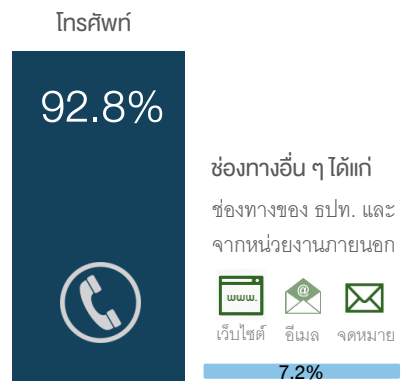 โทรศัพท์
92.8%
ช่องทางอื่น ๆ ได้แก่
ช่องทางของ ธปท. และ
จากหน่วยงานภายนอก
www.
@
เว็บไซต์ อีเมล จดหมาย
7.2%